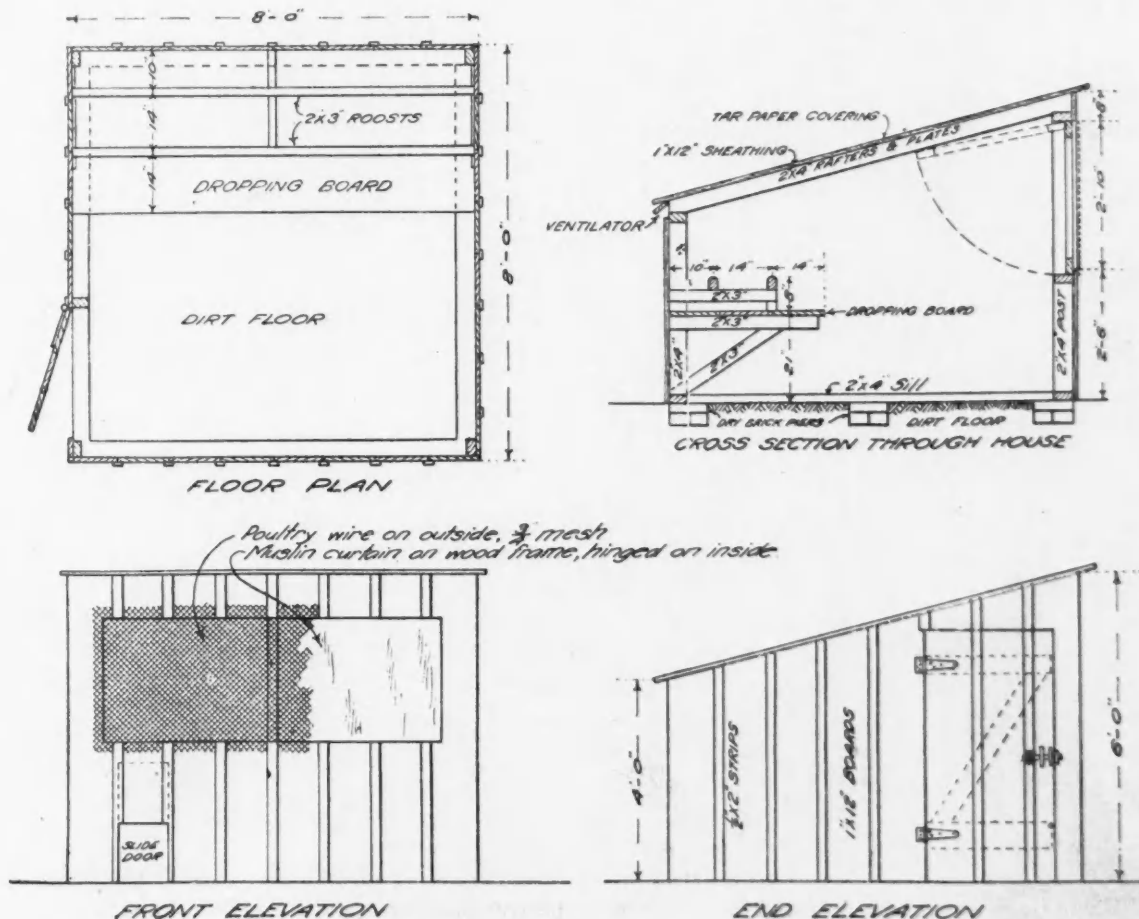 8'-0"
10"
14"
2"X3" ROOSTS
14"
DROPPING BOARD
8'-0"
DIRT FLOOR
FLOOR PLAN
TAR PAPER COVERING
1"X12" SHEATHING
2"X4" RAFTERS & PLATES
VENTILATOR
8"
2'-10"
10"
14"
14"
2"X3"
8"
DROPPING BOARD
2"X3"
2"X4"
2"X3"
21"
2"X4" POST
2'-6"
2"X4" Sill
DRY BRICK PIERS
DIRT FLOOR
CROSS SECTION THROUGH HOUSE
Poultry wire on outside, 3/4" mesh
Muslin curtain on wood frame, hinged on inside
SLIDE
DOOR
FRONT ELEVATION
4'-0"
½"X2" STRIPS
1"X12" BOARDS
6'-0"
END ELEVATION